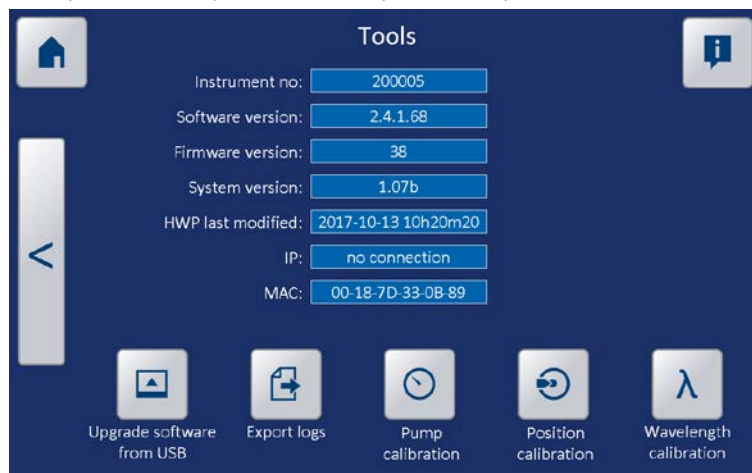 Tools
Instrument no: 200005
Software version: 2.4.1.68
Firmware version: 38
System version: 1.07b
HWP last modified: 2017-10-13 10h20m20
IP: no connection
MAC: 00-18-7D-33-0B-89
<
i
λ
Upgrade software
from USB
Export logs
Pump
calibration
Position
calibration
Wavelength
calibration